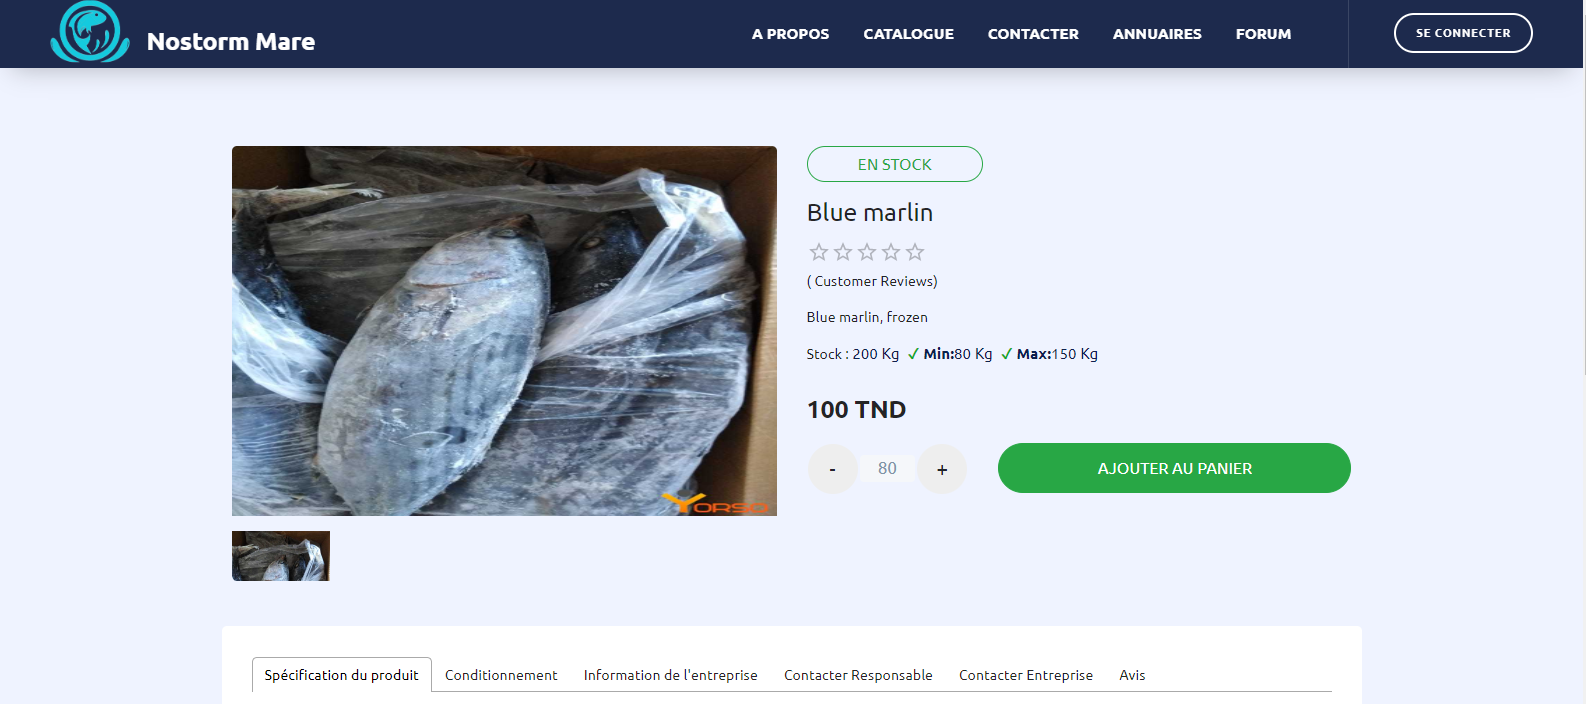 Nostorm Mare
A PROPOS
CATALOGUE
CONTACTER
ANNUAIRES
FORUM
SE CONNECTER
YORSO
EN STOCK
Blue marlin
( Customer Reviews)
Blue marlin, frozen
Stock : 200 Kg ✓ Min:80 Kg ✓ Max:150 Kg
100 TND
- 80 +
AJOUTER AU PANIER
Spécification du produit
Conditionnement
Information de l'entreprise
Contacter Responsable
Contacter Entreprise
Avis